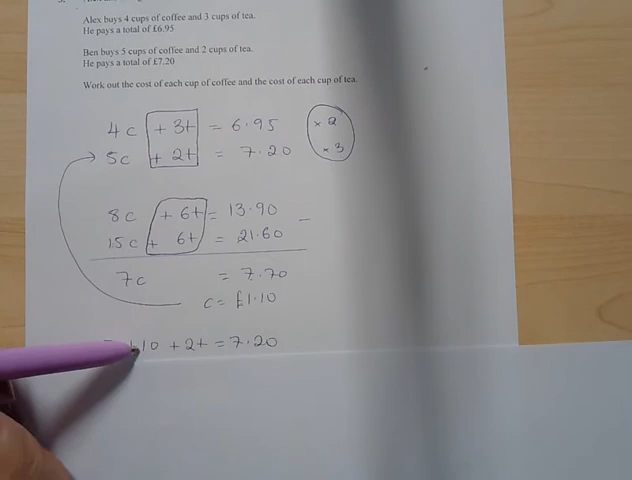 Alex buys 4 cups of coffee and 3 cups of tea.
He pays a total of £6.95
Ben buys 5 cups of coffee and 2 cups of tea.
He pays a total of £7.20
Work out the cost of each cup of coffee and the cost of each cup of tea.
4c + 3t = 6.95 × 2
5c + 2t = 7.20 × 3
8c + 6t = 13.90 −
15c + 6t = 21.60
7c = 7.70
c = £1.10
10 + 2t = 7.20